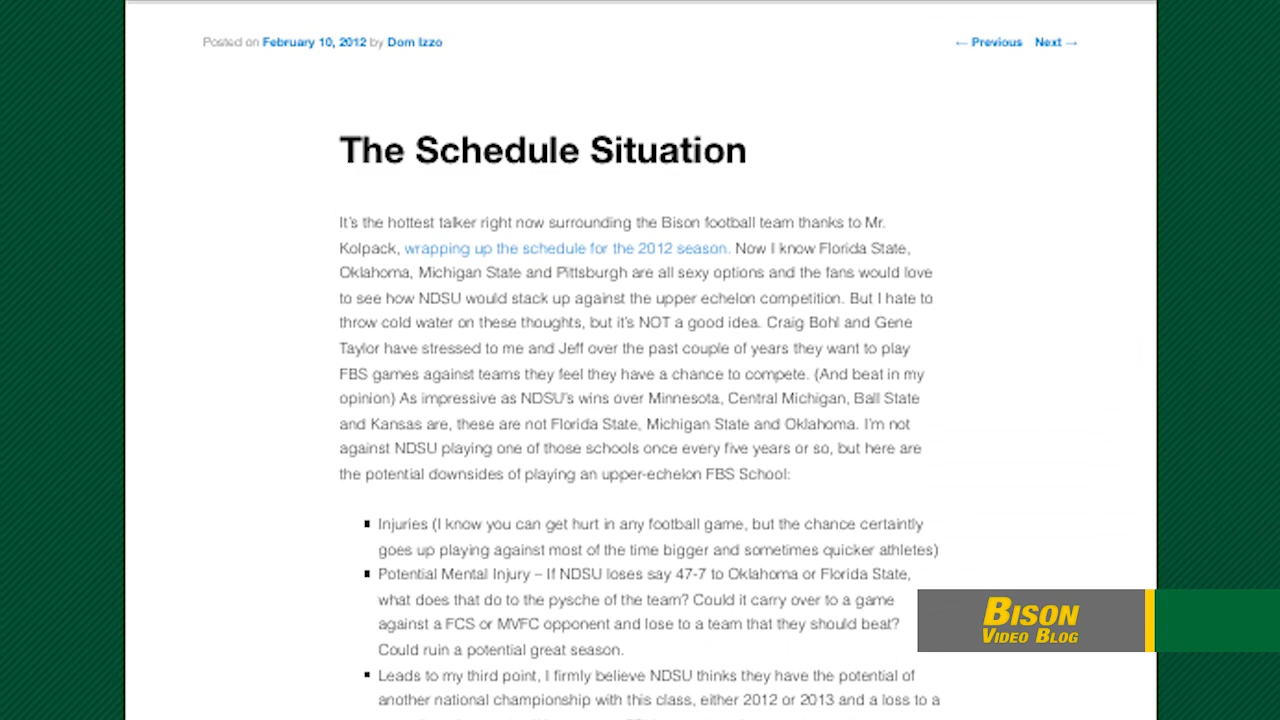 Posted on February 10, 2012 by Dom Izzo
← Previous Next →
The Schedule Situation
It's the hottest talker right now surrounding the Bison football team thanks to Mr.
Kolpack, wrapping up the schedule for the 2012 season. Now I know Florida State,
Oklahoma, Michigan State and Pittsburgh are all sexy options and the fans would love
to see how NDSU would stack up against the upper echelon competition. But I hate to
throw cold water on these thoughts, but it's NOT a good idea. Craig Bohl and Gene
Taylor have stressed to me and Jeff over the past couple of years they want to play
FBS games against teams they feel they have a chance to compete. (And beat in my
opinion) As impressive as NDSU's wins over Minnesota, Central Michigan, Ball State
and Kansas are, these are not Florida State, Michigan State and Oklahoma. I'm not
against NDSU playing one of those schools once every five years or so, but here are
the potential downsides of playing an upper-echelon FBS School:
Injuries (I know you can get hurt in any football game, but the chance certaintly
goes up playing against most of the time bigger and sometimes quicker athletes)
Potential Mental Injury – If NDSU loses say 47-7 to Oklahoma or Florida State,
what does that do to the pysche of the team? Could it carry over to a game
against a FCS or MVFC opponent and lose to a team that they should beat?
Could ruin a potential great season.
Leads to my third point, I firmly believe NDSU thinks they have the potential of
another national championship with this class, either 2012 or 2013 and a loss to a
BISON
VIDEO BLOG